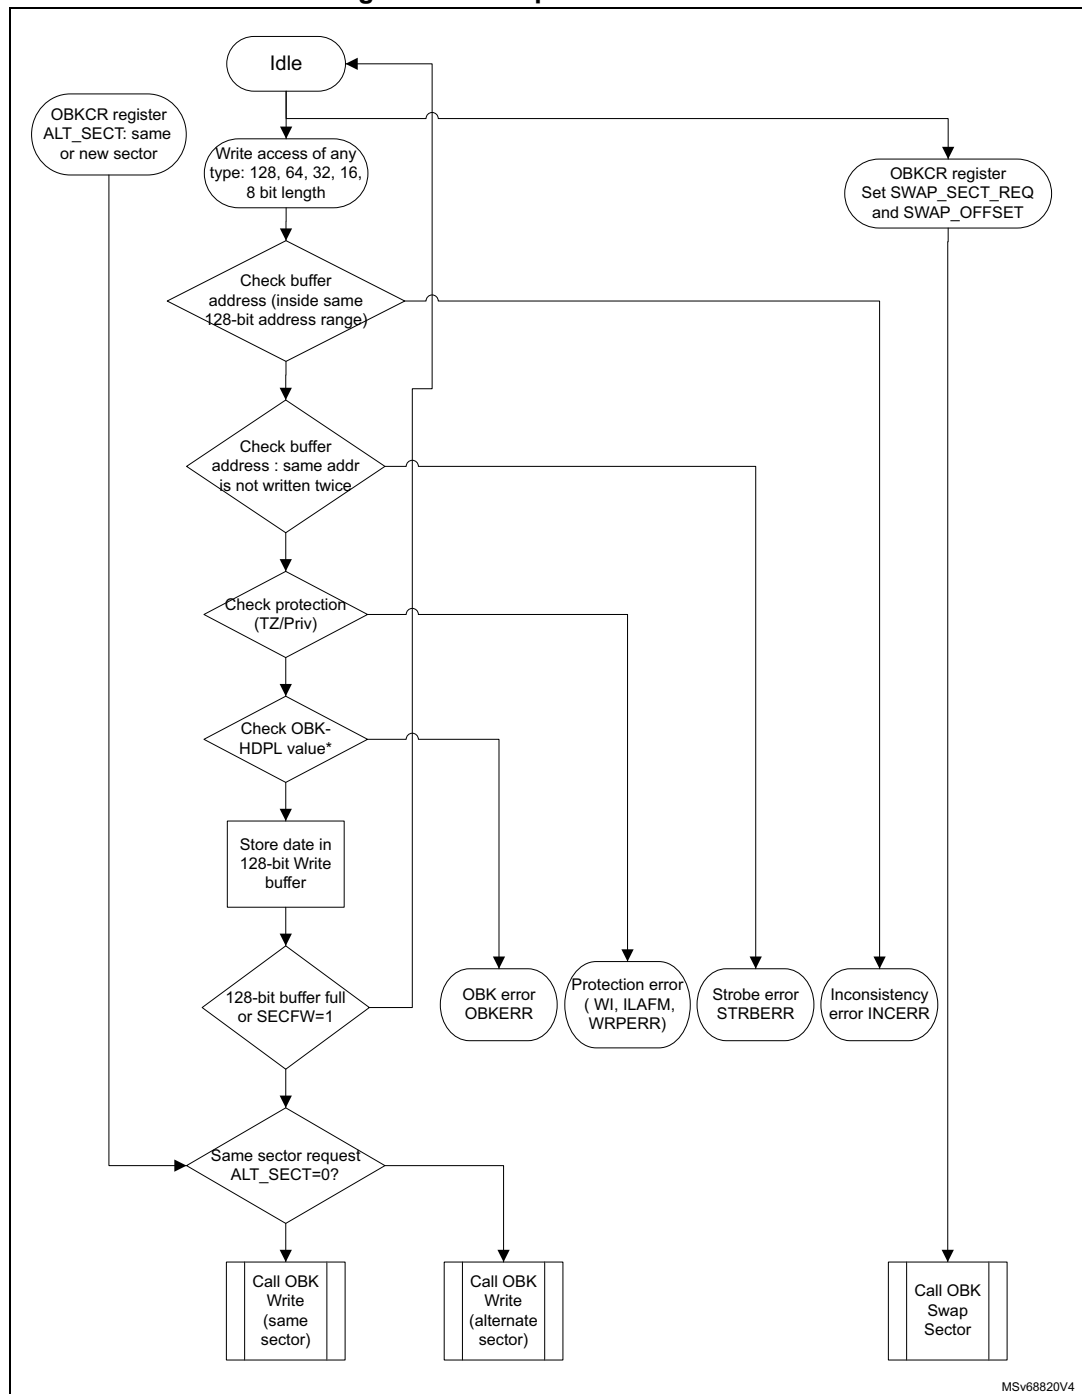 Idle
OBKCR register
ALT_SECT: same
or new sector
Write access of any
type: 128, 64, 32, 16,
8 bit length
OBKCR register
Set SWAP_SECT_REQ
and SWAP_OFFSET
Check buffer
address (inside same
128-bit address range)
Check buffer
address : same addr
is not written twice
Check protection
(TZ/Priv)
Check OBK-
HDPL value*
Store date in
128-bit Write
buffer
128-bit buffer full
or SECFW=1
OBK error
OBKERR
Protection error
( WI, ILAFM,
WRPERR)
Strobe error
STRBERR
Inconsistency
error INCERR
Same sector request
ALT_SECT=0?
Call OBK
Write
(same
sector)
Call OBK
Write
(alternate
sector)
Call OBK
Swap
Sector
MSv68820V4